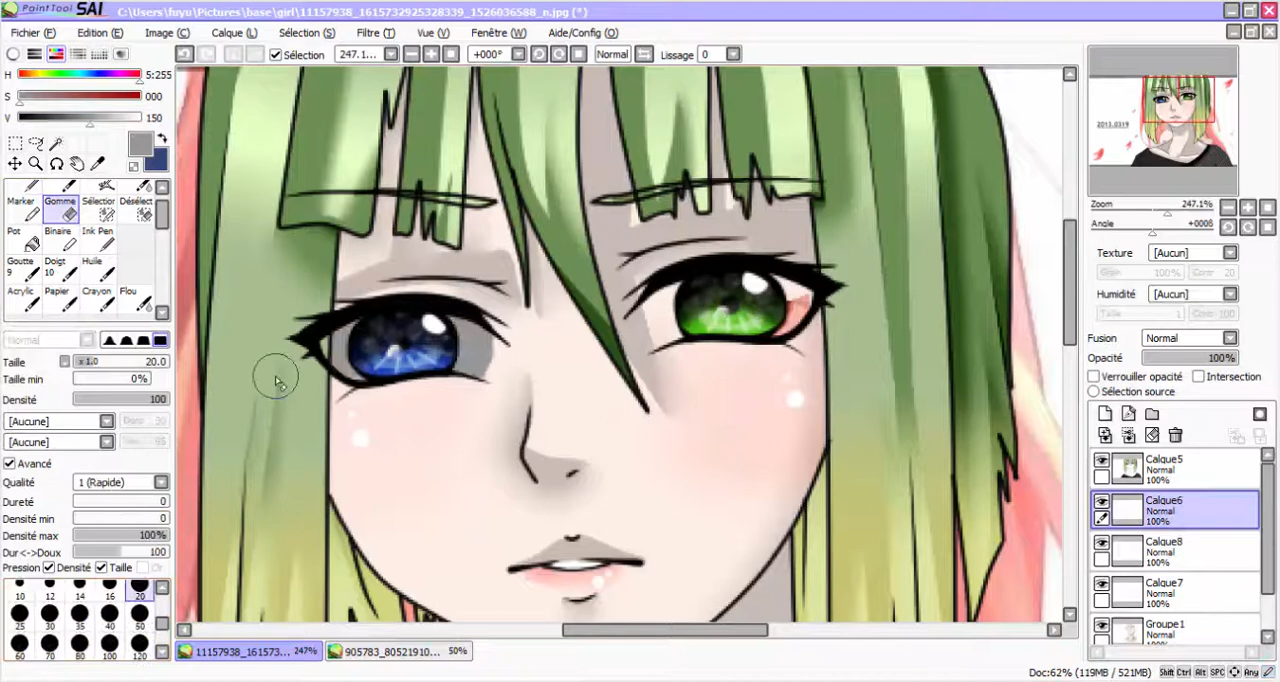 PaintTool SAI C:\Users\fuyu\Pictures\base\girl\11157938_1615732925328339_1526036588_n.jpg (*)
Fichier (F) Edition (E) Image (C) Calque (L) Sélection (S) Filtre (T) Vue (V) Fenêtre (W) Aide/Config (O)
Sélection 247.1... +000° Normal Lissage 0
H 5:255
S 000
V 150
Marker Gomme Sélection Désélect
Pot Binaire Ink Pen
Goutte Doigt Huile
9 10
Acrylic Papier Crayon Flou
Normal
Taille x1.0 20.0
Taille min 0%
Densité 100
[Aucune]
[Aucune]
Avancé
Qualité 1 (Rapide)
Dureté 0
Densité min 0
Densité max 100%
Dur<->Doux 100
Pression Densité Taille
10 12 14 16 20
25 30 35 40 50
60 70 80 100 120
2013.0319
Zoom 247.1%
Angle +000ß
Texture [Aucun]
100% 20
Humidité [Aucun]
Taille 1 100
Fusion Normal
Opacité 100%
Verrouiller opacité Intersection
Sélection source
Calque5
Normal
100%
Calque6
Normal
100%
Calque8
Normal
100%
Calque7
Normal
100%
Groupe1
Normal
11157938_161573... 247% 905783_80521910... 50%
Doc:62% (119MB / 521MB) Shift Ctrl Alt SPC Any